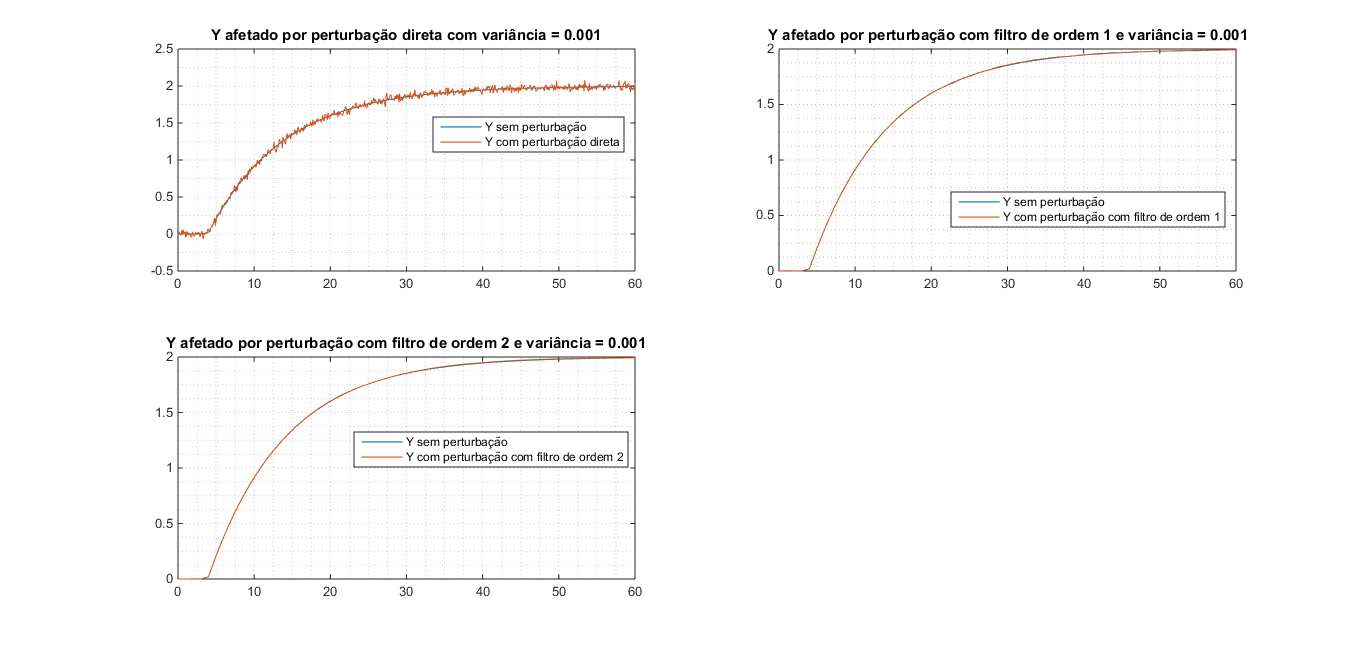 Y afetado por perturbação direta com variância = 0.001
2.5
2
1.5
1
0.5
0
-0.5
0 10 20 30 40 50 60
Y sem perturbação
Y com perturbação direta
Y afetado por perturbação com filtro de ordem 1 e variância = 0.001
2
1.5
1
0.5
0
0 10 20 30 40 50 60
Y sem perturbação
Y com perturbação com filtro de ordem 1
Y afetado por perturbação com filtro de ordem 2 e variância = 0.001
2
1.5
1
0.5
0
0 10 20 30 40 50 60
Y sem perturbação
Y com perturbação com filtro de ordem 2